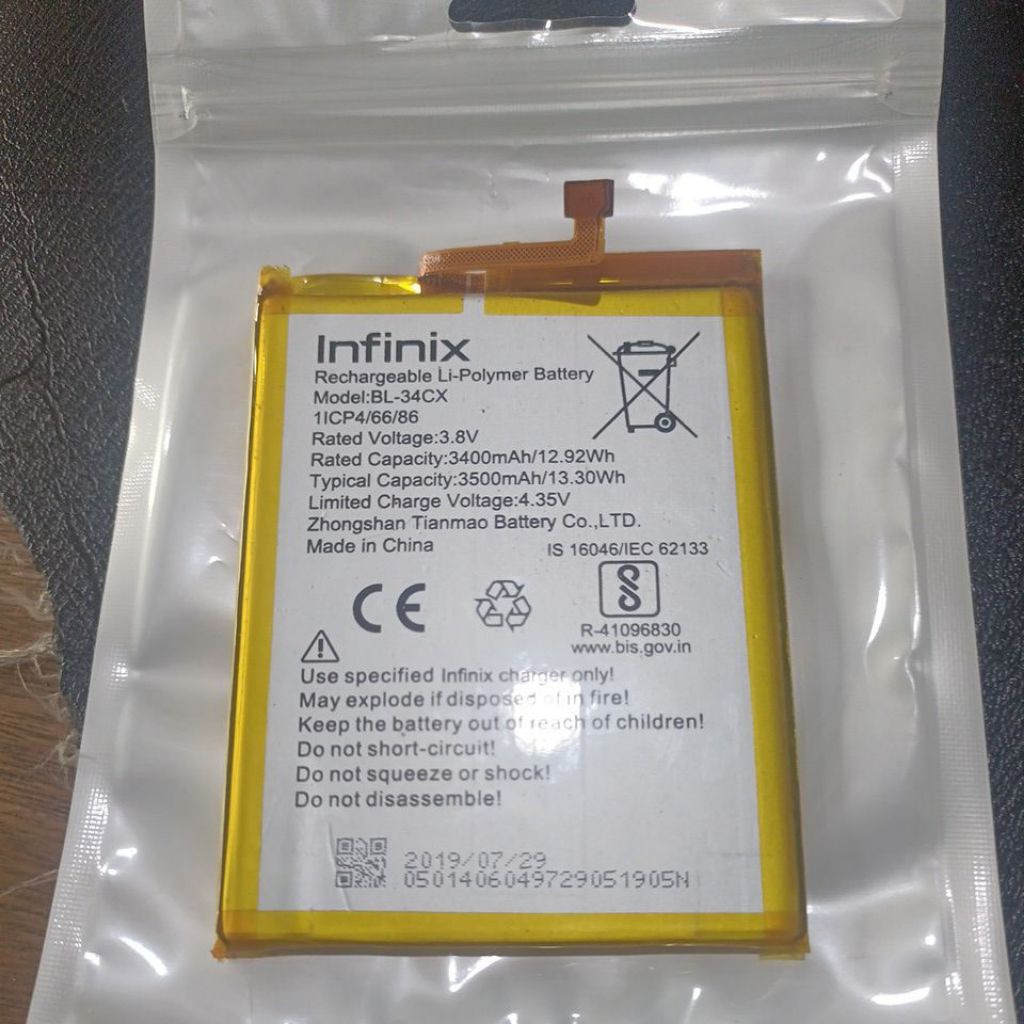 Infinix
Rechargeable Li-Polymer Battery
Model:BL-34CX
1ICP4/66/86
Rated Voltage:3.8V
Rated Capacity:3400mAh/12.92Wh
Typical Capacity:3500mAh/13.30Wh
Limited Charge Voltage:4.35V
Zhongshan Tianmao Battery Co.,LTD.
Made in China
IS 16046/IEC 62133
CE
R-41096830
www.bis.gov.in
Use specified Infinix charger only!
May explode if disposed of in fire!
Keep the battery out of reach of children!
Do not short-circuit!
Do not squeeze or shock!
Do not disassemble!
2019/07/29
0501406049729051905N